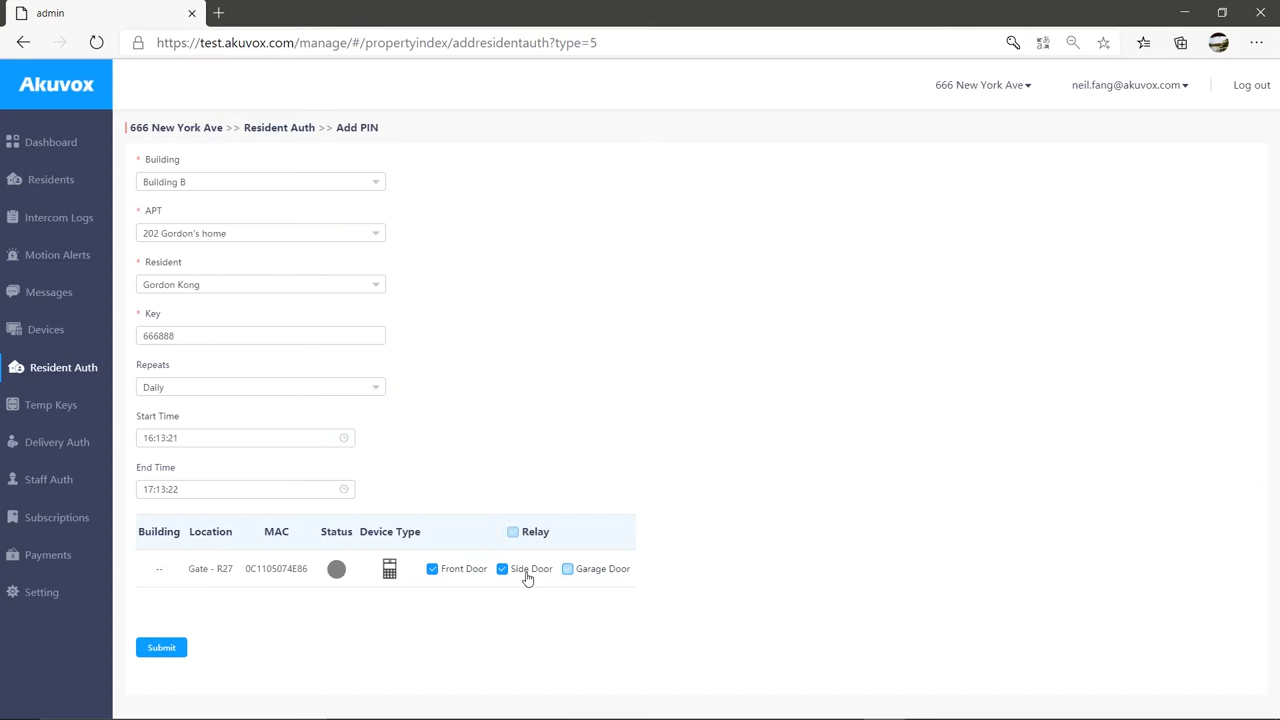 admin
https://test.akuvox.com/manage/#/propertyindex/addresidentauth?type=5
Akuvox
666 New York Ave
neil.fang@akuvox.com
Log out
Dashboard
Residents
Intercom Logs
Motion Alerts
Messages
Devices
Resident Auth
Temp Keys
Delivery Auth
Staff Auth
Subscriptions
Payments
Setting
666 New York Ave >> Resident Auth >> Add PIN
* Building
Building B
* APT
202 Gordon's home
* Resident
Gordon Kong
* Key
666888
Repeats
Daily
Start Time
16:13:21
End Time
17:13:22
Building Location MAC Status Device Type Relay
-- Gate - R27 0C1105074E86 Front Door Side Door Garage Door
Submit